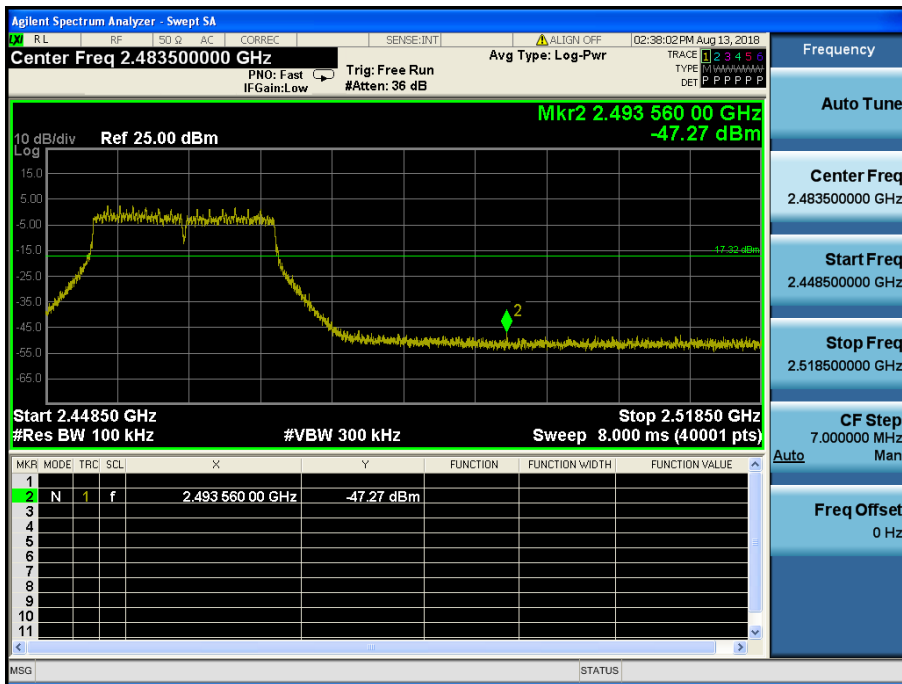 Agilent Spectrum Analyzer - Swept SA
LXI RL RF 50 Ω AC CORREC SENSE:INT ALIGN OFF 02:38:02 PM Aug 13, 2018
Center Freq 2.483500000 GHz
PNO: Fast
IFGain:Low
Trig: Free Run
#Atten: 36 dB
Avg Type: Log-Pwr
TRACE 1 2 3 4 5 6
TYPE MWWWWW
DET P P P P P P
Mkr2 2.493 560 00 GHz
-47.27 dBm
10 dB/div Ref 25.00 dBm
Log
15.0
5.00
-5.00
-15.0
-17.32 dBm
-25.0
-35.0
-45.0
-55.0
-65.0
2
Start 2.44850 GHz Stop 2.51850 GHz
#Res BW 100 kHz #VBW 300 kHz Sweep 8.000 ms (40001 pts)
MKR MODE TRC SCL X Y FUNCTION FUNCTION WIDTH FUNCTION VALUE
1
2 N 1 f 2.493 560 00 GHz -47.27 dBm
3
4
5
6
7
8
9
10
11
MSG STATUS
Frequency
Auto Tune
Center Freq
2.483500000 GHz
Start Freq
2.448500000 GHz
Stop Freq
2.518500000 GHz
CF Step
7.000000 MHz
Auto Man
Freq Offset
0 Hz